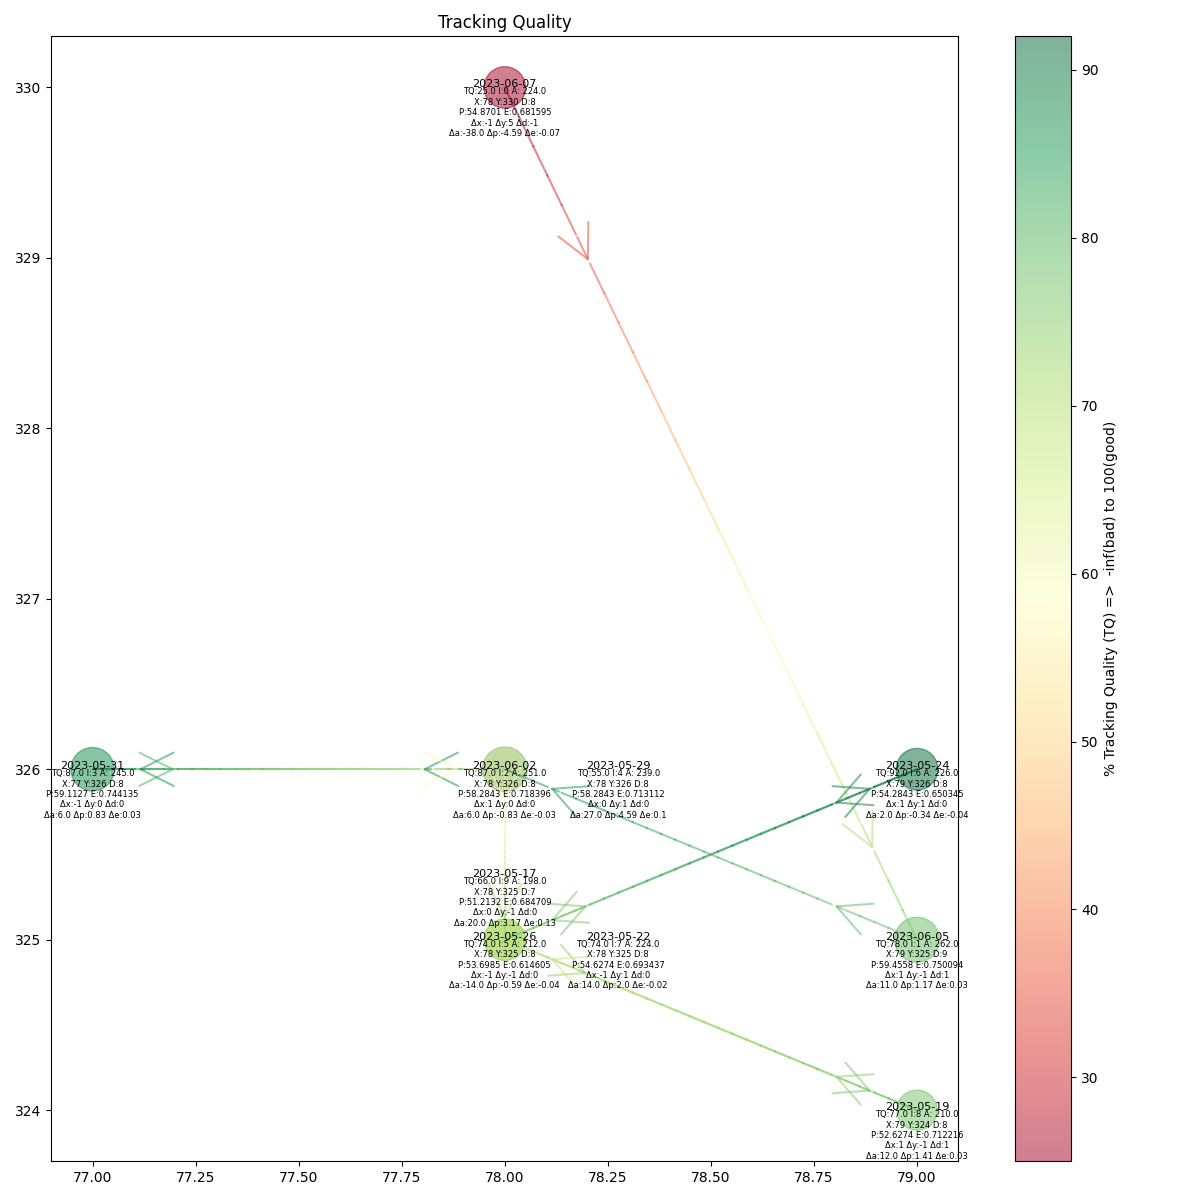 Tracking Quality
330
329
328
327
326
325
324
77.00
77.25
77.50
77.75
78.00
78.25
78.50
78.75
79.00
2023-06-07
TQ:25.0 I:0 A: 224.0
X:78 Y:330 D:8
P:54.8701 E:0.681595
Δx:-1 Δy:5 Δd:-1
Δa:-38.0 Δp:-4.59 Δe:-0.07
2023-05-31
TQ:87.0 I:3 A: 245.0
X:77 Y:326 D:8
P:59.1127 E:0.744135
Δx:-1 Δy:0 Δd:0
Δa:6.0 Δp:0.83 Δe:0.03
2023-06-02
TQ:87.0 I:2 A: 251.0
X:78 Y:326 D:8
P:58.2843 E:0.718396
Δx:1 Δy:0 Δd:0
Δa:6.0 Δp:-0.83 Δe:-0.03
2023-05-29
TQ:55.0 I:4 A: 239.0
X:78 Y:326 D:8
P:58.2843 E:0.713112
Δx:0 Δy:1 Δd:0
Δa:27.0 Δp:4.59 Δe:0.1
2023-05-24
TQ:92.0 I:6 A: 226.0
X:79 Y:326 D:8
P:54.2843 E:0.650345
Δx:1 Δy:1 Δd:0
Δa:2.0 Δp:-0.34 Δe:-0.04
2023-05-17
TQ:66.0 I:9 A: 198.0
X:78 Y:325 D:7
P:51.2132 E:0.684709
Δx:0 Δy:-1 Δd:0
Δa:20.0 Δp:3.17 Δe:0.13
2023-05-26
TQ:74.0 I:5 A: 212.0
X:78 Y:325 D:8
P:53.6985 E:0.614605
Δx:-1 Δy:-1 Δd:0
Δa:-14.0 Δp:-0.59 Δe:-0.04
2023-05-22
TQ:74.0 I:7 A: 224.0
X:78 Y:325 D:8
P:54.6274 E:0.693437
Δx:-1 Δy:1 Δd:0
Δa:14.0 Δp:2.0 Δe:-0.02
2023-06-05
TQ:78.0 I:1 A: 262.0
X:79 Y:325 D:9
P:59.4558 E:0.750094
Δx:1 Δy:-1 Δd:1
Δa:11.0 Δp:1.17 Δe:0.03
2023-05-19
TQ:77.0 I:8 A: 210.0
X:79 Y:324 D:8
P:52.6274 E:0.712216
Δx:1 Δy:-1 Δd:1
Δa:12.0 Δp:1.41 Δe:0.03
90
80
70
60
50
40
30
% Tracking Quality (TQ) => -inf(bad) to 100(good)